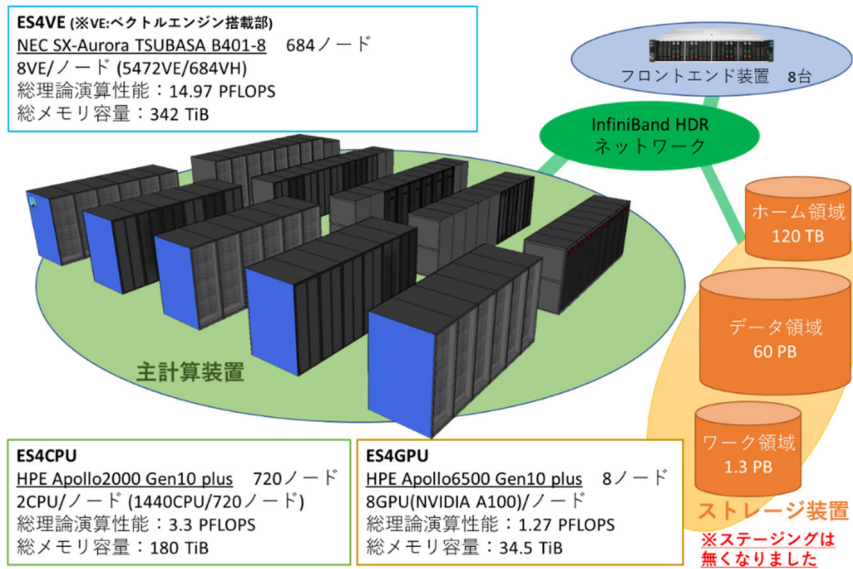 ES4VE (※VE:ベクトルエンジン搭載部)
NEC SX-Aurora TSUBASA B401-8 684ノード
8VE/ノード (5472VE/684VH)
総理論演算性能：14.97 PFLOPS
総メモリ容量：342 TiB
フロントエンド装置 8台
InfiniBand HDR
ネットワーク
ホーム領域
120 TB
データ領域
60 PB
ワーク領域
1.3 PB
ストレージ装置
※ステージングは
無くなりました
主計算装置
ES4CPU
HPE Apollo2000 Gen10 plus 720ノード
2CPU/ノード (1440CPU/720ノード)
総理論演算性能：3.3 PFLOPS
総メモリ容量：180 TiB
ES4GPU
HPE Apollo6500 Gen10 plus 8ノード
8GPU(NVIDIA A100)/ノード
総理論演算性能：1.27 PFLOPS
総メモリ容量：34.5 TiB